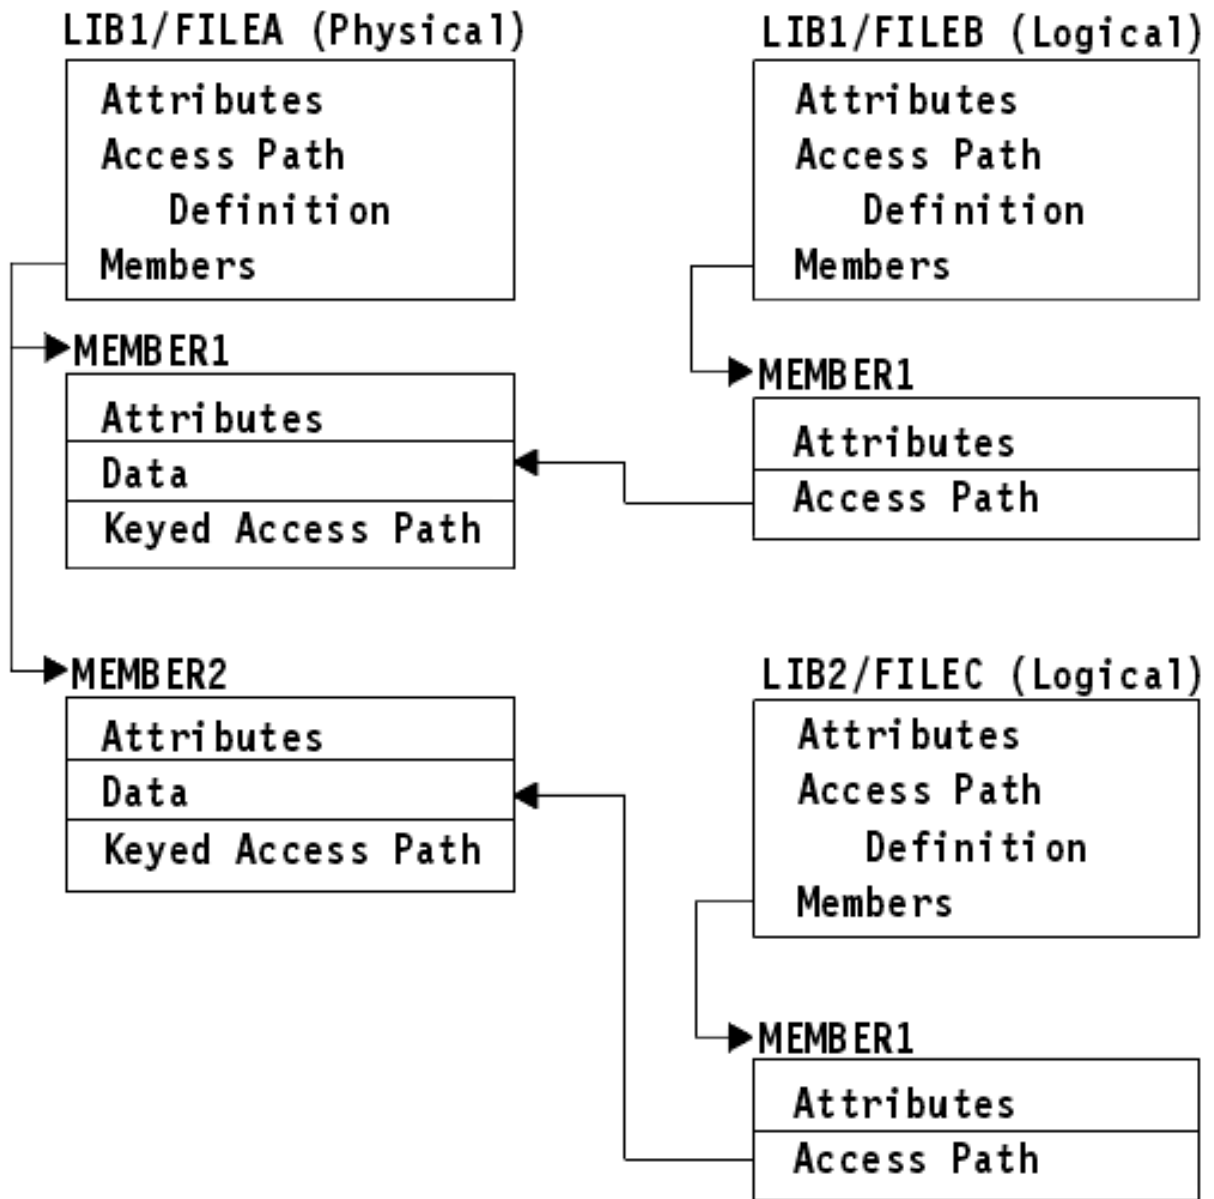 LIB1/FILEA (Physical)
Attributes
Access Path
Definition
Members
MEMBER1
Attributes
Data
Keyed Access Path
MEMBER2
Attributes
Data
Keyed Access Path
LIB1/FILEB (Logical)
Attributes
Access Path
Definition
Members
MEMBER1
Attributes
Access Path
LIB2/FILEC (Logical)
Attributes
Access Path
Definition
Members
MEMBER1
Attributes
Access Path